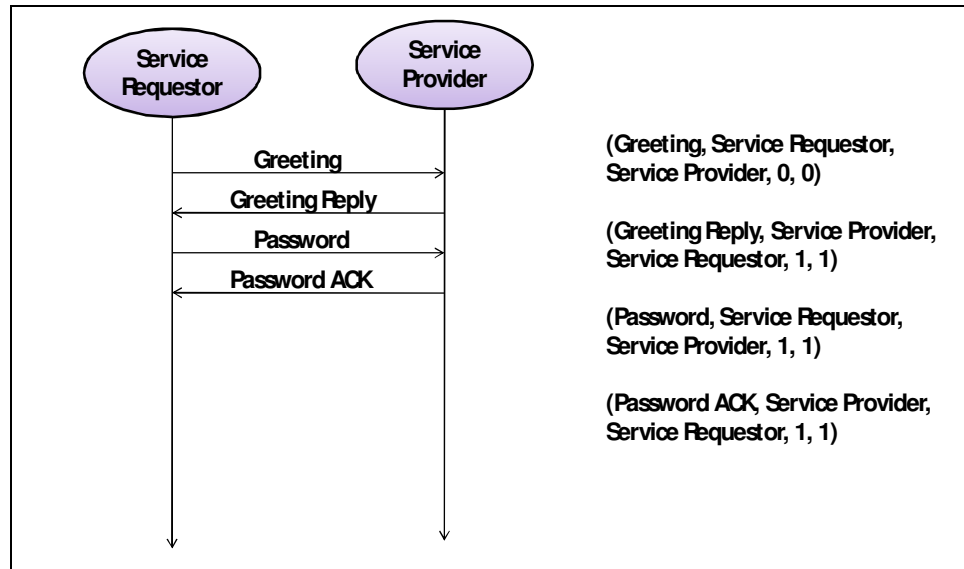 Service
Requestor
Service
Provider
Greeting
Greeting Reply
Password
Password ACK
(Greeting, Service Requestor,
Service Provider, 0, 0)
(Greeting Reply, Service Provider,
Service Requestor, 1, 1)
(Password, Service Requestor,
Service Provider, 1, 1)
(Password ACK, Service Provider,
Service Requestor, 1, 1)